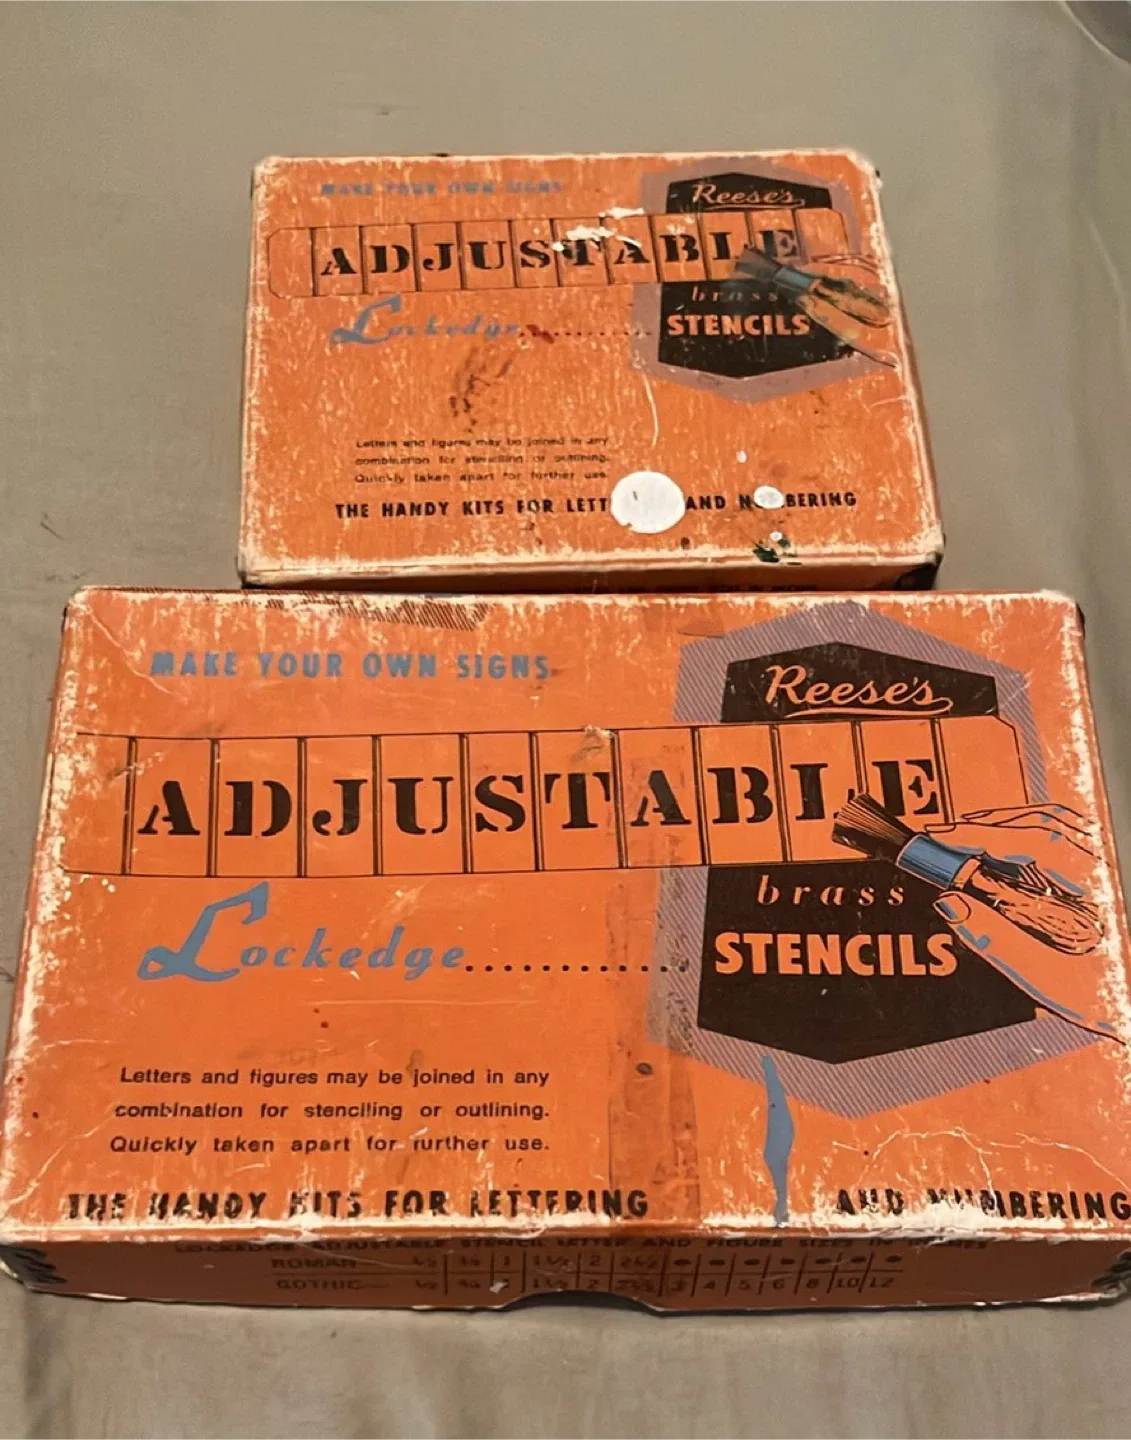 MAKE YOUR OWN SIGNS
Reese's
ADJUSTABLE
brass
Lockedge............
STENCILS
Letters and figures may be joined in any
combination for stencilling or outlining.
Quickly taken apart for further use.
THE HANDY KITS FOR LETT AND N BERING
MAKE YOUR OWN SIGNS
Reese's
ADJUSTABLE
brass
Lockedge............
STENCILS
Letters and figures may be joined in any
combination for stenciling or outlining.
Quickly taken apart for further use.
THE HANDY KITS FOR LETTERING AND NUMBERING
LOCKEDGE ADJUSTABLE STENCIL LETTER AND FIGURE SIZES IN INCHES
ROMAN 1/2 3/4 1 1 1/2 2 2 1/2
GOTHIC 1/2 3/4 1 1 1/2 2 2 1/2 3 4 5 6 8 10 12